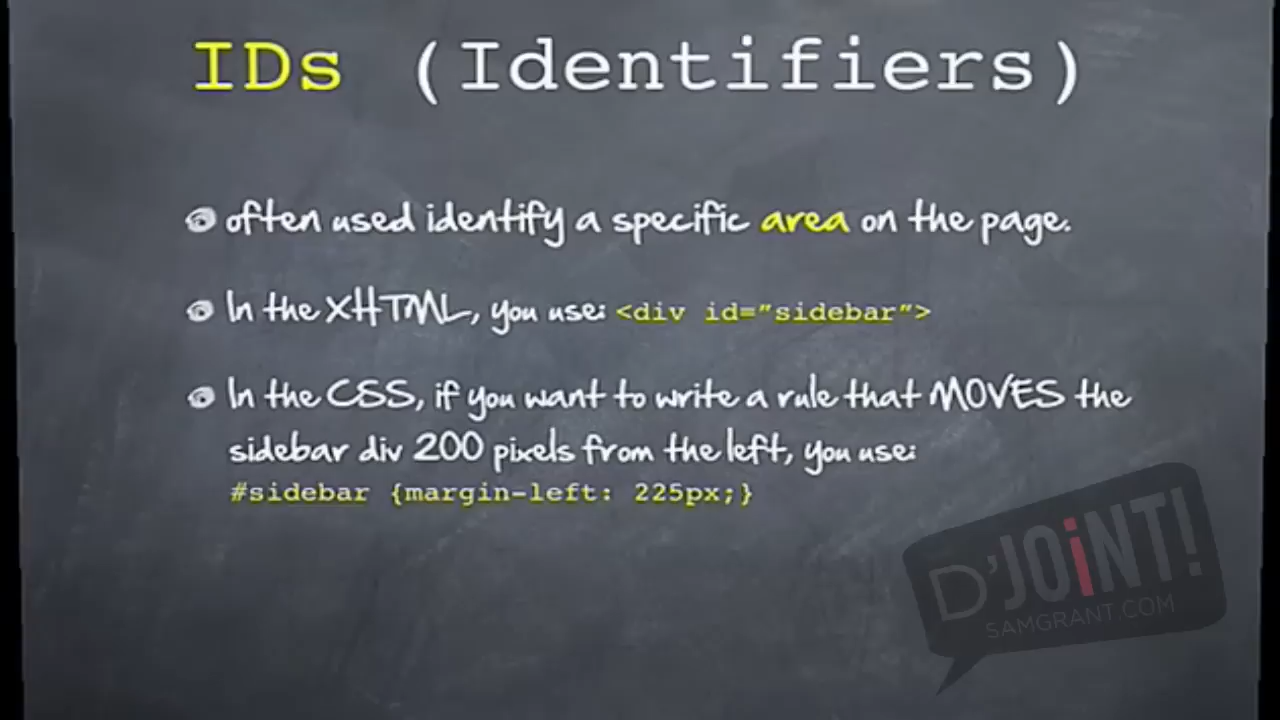 IDs (Identifiers)
often used identify a specific area on the page.
In the XHTML, you use: <div id=”sidebar”>
In the CSS, if you want to write a rule that MOVES the
sidebar div 200 pixels from the left, you use:
#sidebar {margin-left: 225px;}
D'JOiNT!
SAMGRANT.COM